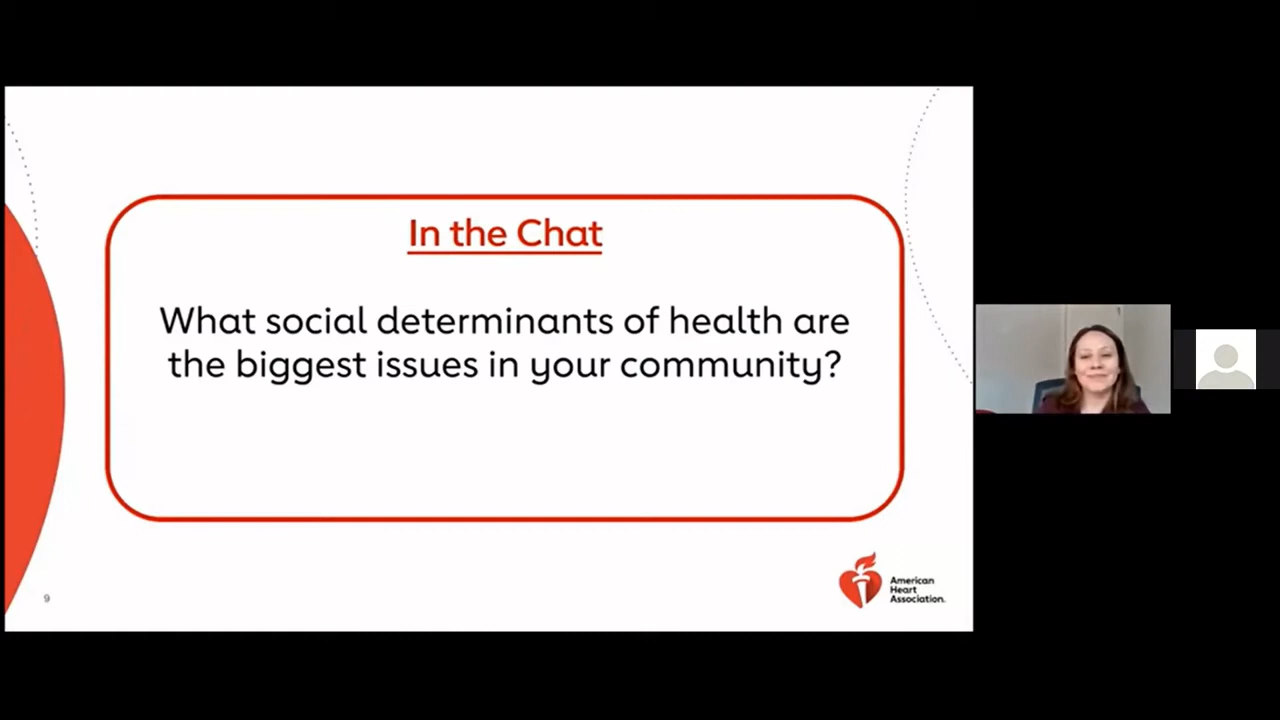 In the Chat
What social determinants of health are
the biggest issues in your community?
9
American
Heart
Association.